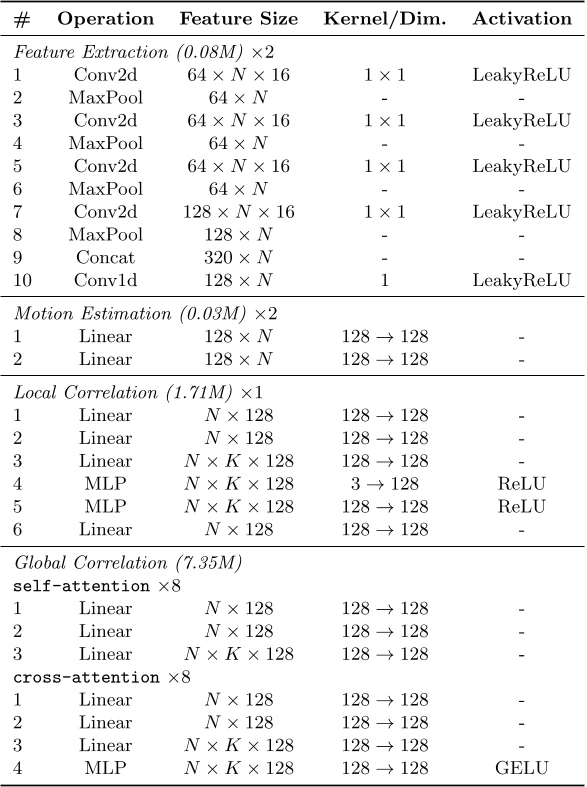 # Operation Feature Size Kernel/Dim. Activation
Feature Extraction (0.08M) ×2
1 Conv2d 64 × N × 16 1 × 1 LeakyReLU
2 MaxPool 64 × N - -
3 Conv2d 64 × N × 16 1 × 1 LeakyReLU
4 MaxPool 64 × N - -
5 Conv2d 64 × N × 16 1 × 1 LeakyReLU
6 MaxPool 64 × N - -
7 Conv2d 128 × N × 16 1 × 1 LeakyReLU
8 MaxPool 128 × N - -
9 Concat 320 × N - -
10 Conv1d 128 × N 1 LeakyReLU
Motion Estimation (0.03M) ×2
1 Linear 128 × N 128 → 128 -
2 Linear 128 × N 128 → 128 -
Local Correlation (1.71M) ×1
1 Linear N × 128 128 → 128 -
2 Linear N × 128 128 → 128 -
3 Linear N × K × 128 128 → 128 -
4 MLP N × K × 128 3 → 128 ReLU
5 MLP N × K × 128 128 → 128 ReLU
6 Linear N × 128 128 → 128 -
Global Correlation (7.35M)
self-attention ×8
1 Linear N × 128 128 → 128 -
2 Linear N × 128 128 → 128 -
3 Linear N × K × 128 128 → 128 -
cross-attention ×8
1 Linear N × 128 128 → 128 -
2 Linear N × 128 128 → 128 -
3 Linear N × K × 128 128 → 128 -
4 MLP N × K × 128 128 → 128 GELU